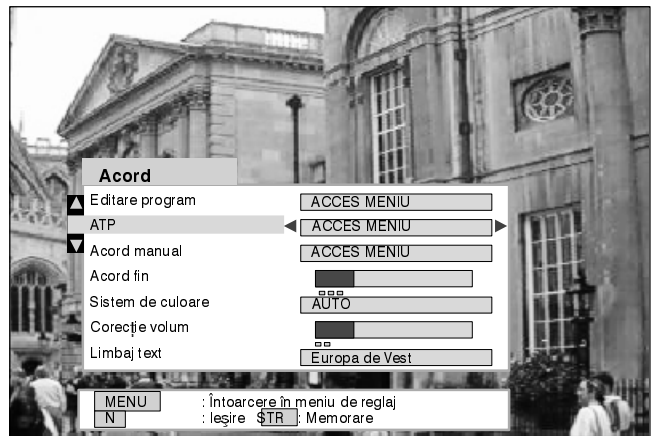 Acord
Editare program ACCES MENIU
ATP ACCES MENIU
Acord manual ACCES MENIU
Acord fin
Sistem de culoare AUTO
Corecție volum
Limbaj text Europa de Vest
MENU : Întoarcere în meniu de reglaj
N : Ieşire STR : Memorare